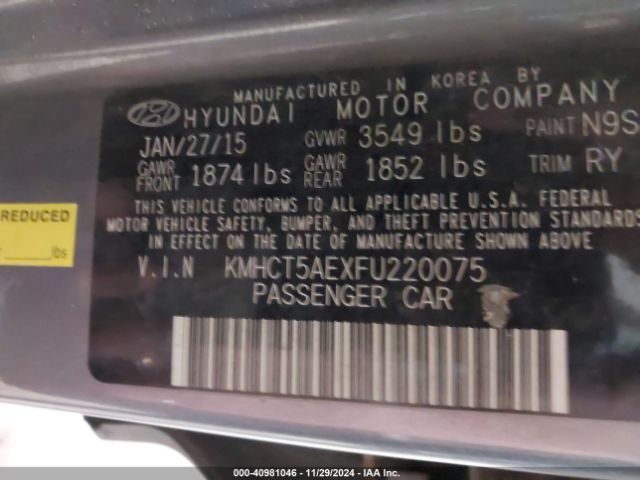 MANUFACTURED IN KOREA BY
HYUNDAI MOTOR COMPANY
JAN/27/15 GVWR 3549 lbs PAINT N9S
GAWR FRONT 1874 lbs GAWR REAR 1852 lbs TRIM RY
THIS VEHICLE CONFORMS TO ALL APPLICABLE U.S.A. FEDERAL
MOTOR VEHICLE SAFETY, BUMPER, AND THEFT PREVENTION STANDARDS
IN EFFECT ON THE DATE OF MANUFACTURE SHOWN ABOVE
V.I.N KMHCT5AEXFU220075
PASSENGER CAR
REDUCED
lbs
000-40981046 - 11/29/2024 - IAA Inc.